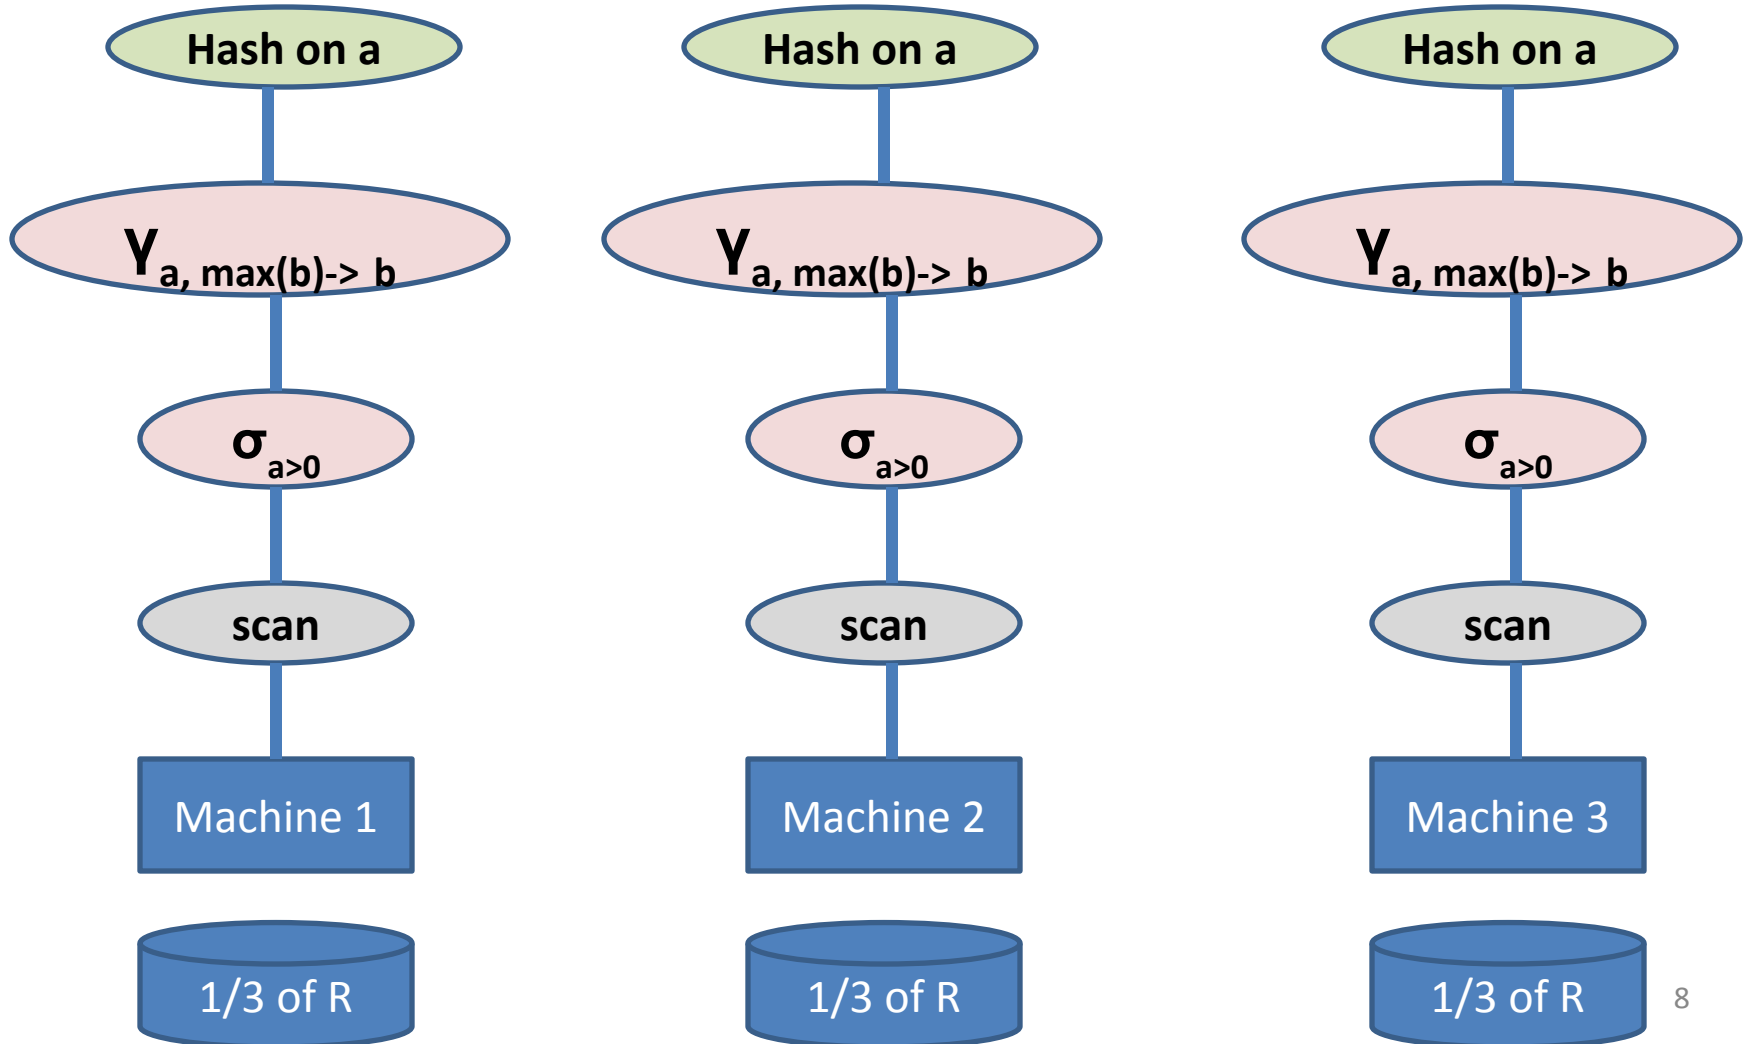 Hash on a
Hash on a
Hash on a
γa, max(b)-> b
γa, max(b)-> b
γa, max(b)-> b
σa>0
σa>0
σa>0
scan
scan
scan
Machine 1
Machine 2
Machine 3
1/3 of R
1/3 of R
1/3 of R
8